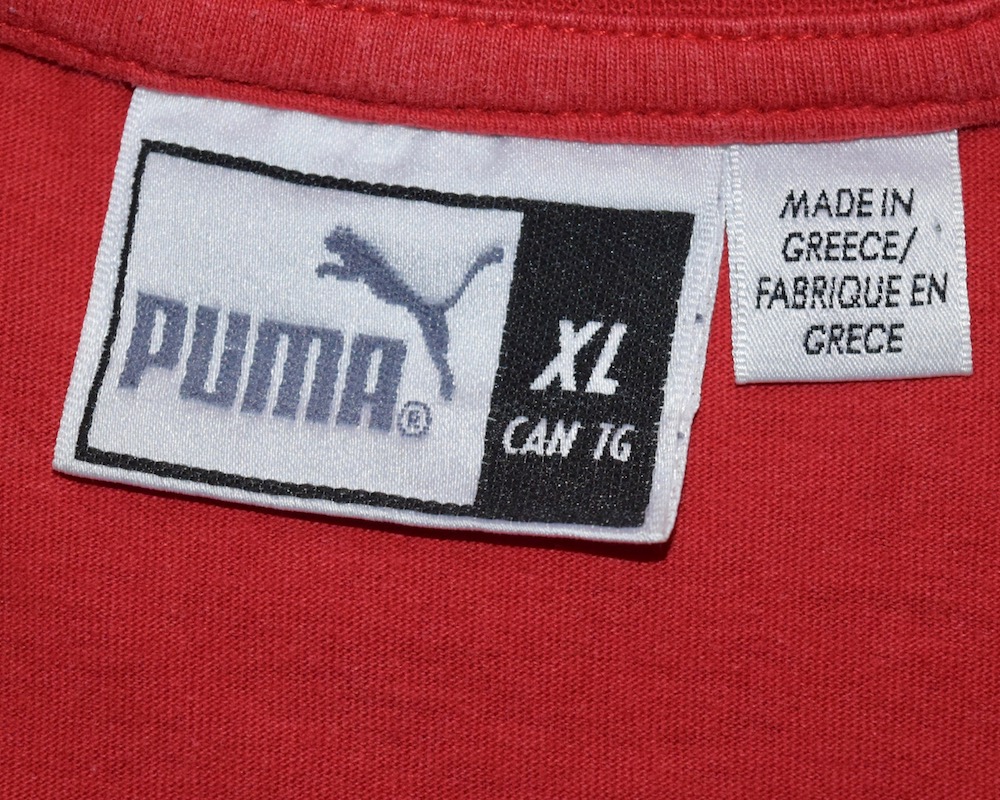 PUMA®
XL
CAN TG
MADE IN
GREECE/
FABRIQUE EN
GRECE